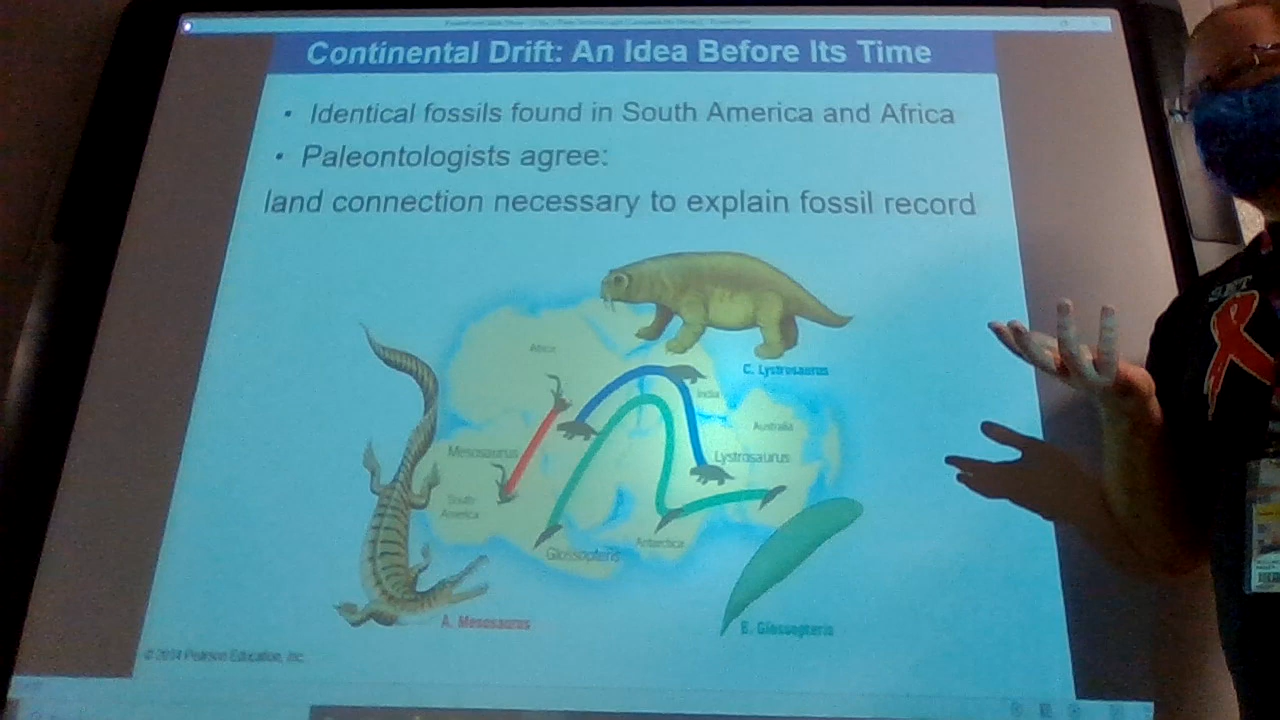 Continental Drift: An Idea Before Its Time
• Identical fossils found in South America and Africa
• Paleontologists agree:
land connection necessary to explain fossil record
Africa
C. Lystrosaurus
India
Australia
Mesosaurus
Lystrosaurus
South
America
Antarctica
Glossopteris
A. Mesosaurus
B. Glossopteris
© 2014 Pearson Education, Inc.